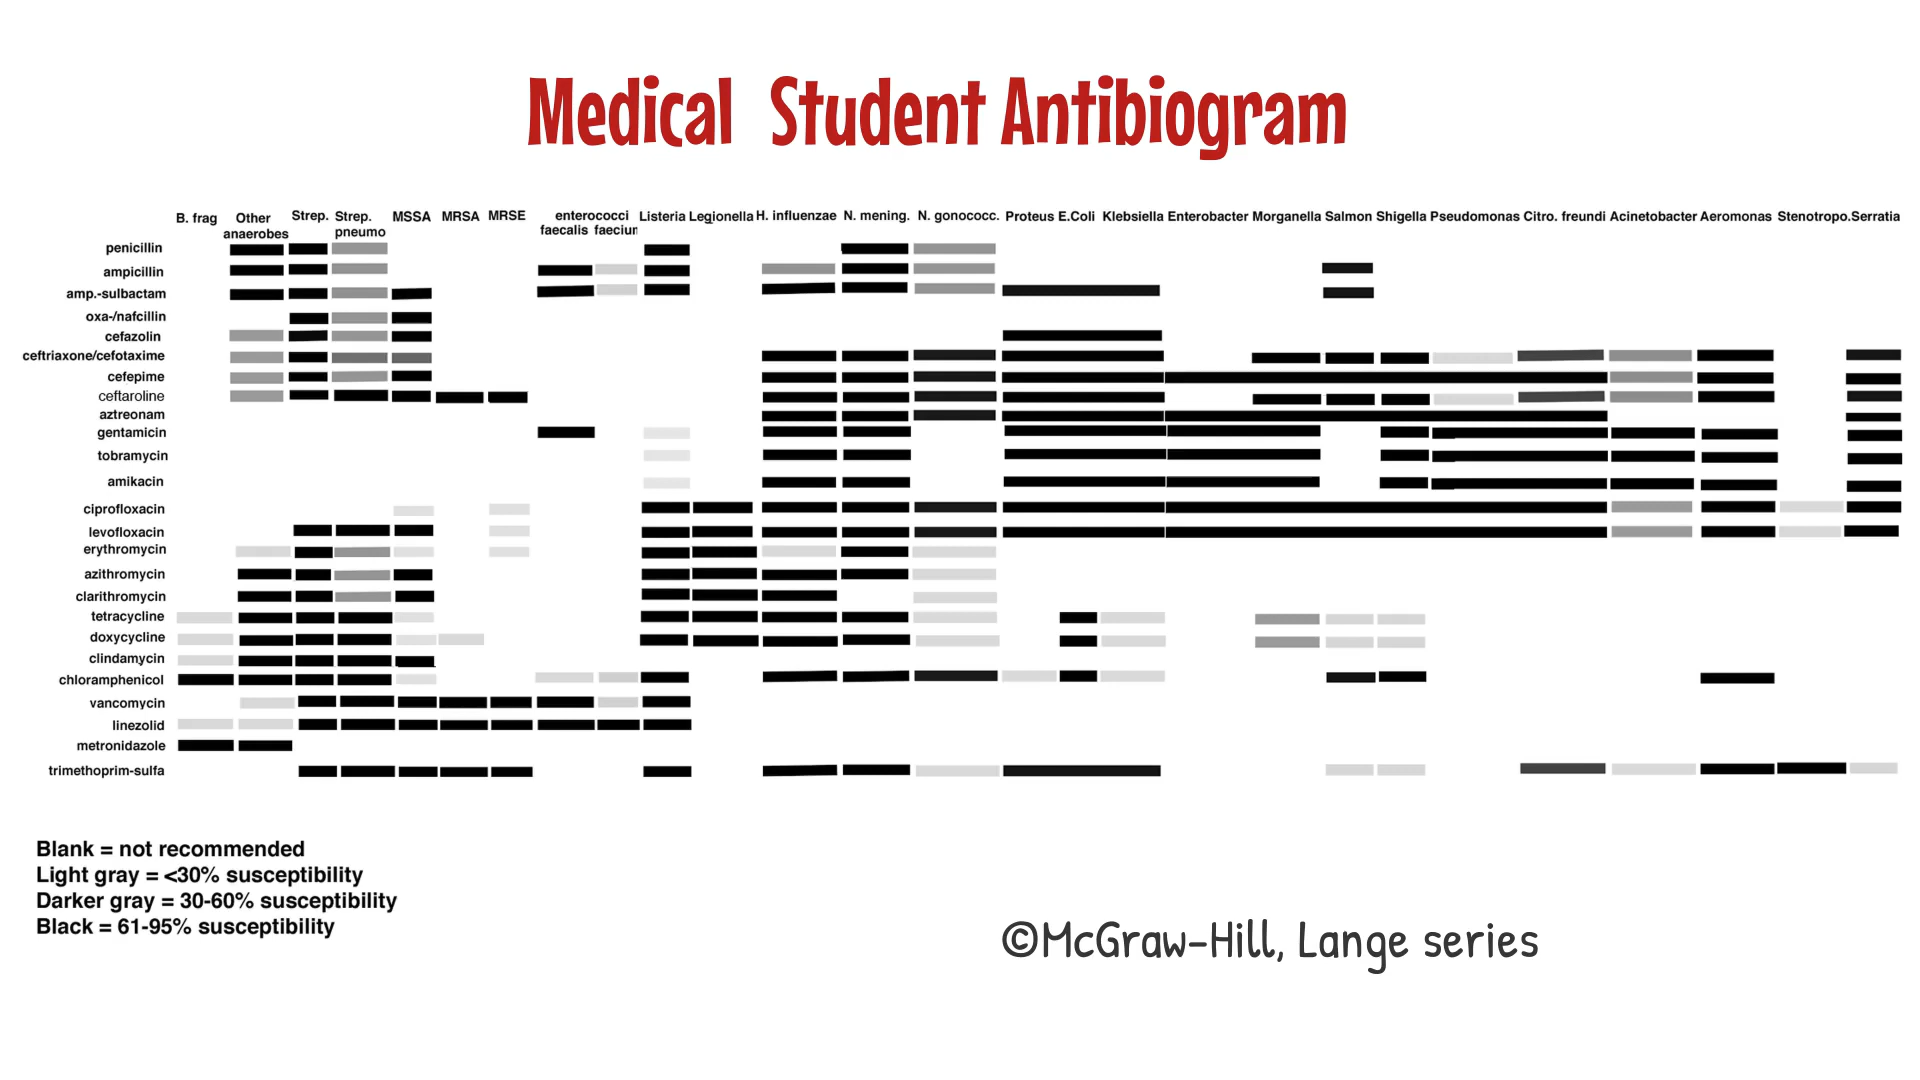 Medical Student Antibiogram
B. frag Other anaerobes Strep. Strep. pneumo MSSA MRSA MRSE enterococci faecalis faeciun Listeria Legionella H. influenzae N. mening. N. gonococc. Proteus E.Coli Klebsiella Enterobacter Morganella Salmon Shigella Pseudomonas Citro. freundi Acinetobacter Aeromonas Stenotropo. Serratia
penicillin
ampicillin
amp.-sulbactam
oxa-/nafcillin
cefazolin
ceftriaxone/cefotaxime
cefepime
ceftaroline
aztreonam
gentamicin
tobramycin
amikacin
ciprofloxacin
levofloxacin
erythromycin
azithromycin
clarithromycin
tetracycline
doxycycline
clindamycin
chloramphenicol
vancomycin
linezolid
metronidazole
trimethoprim-sulfa
Blank = not recommended
Light gray = <30% susceptibility
Darker gray = 30-60% susceptibility
Black = 61-95% susceptibility
©McGraw-Hill, Lange series